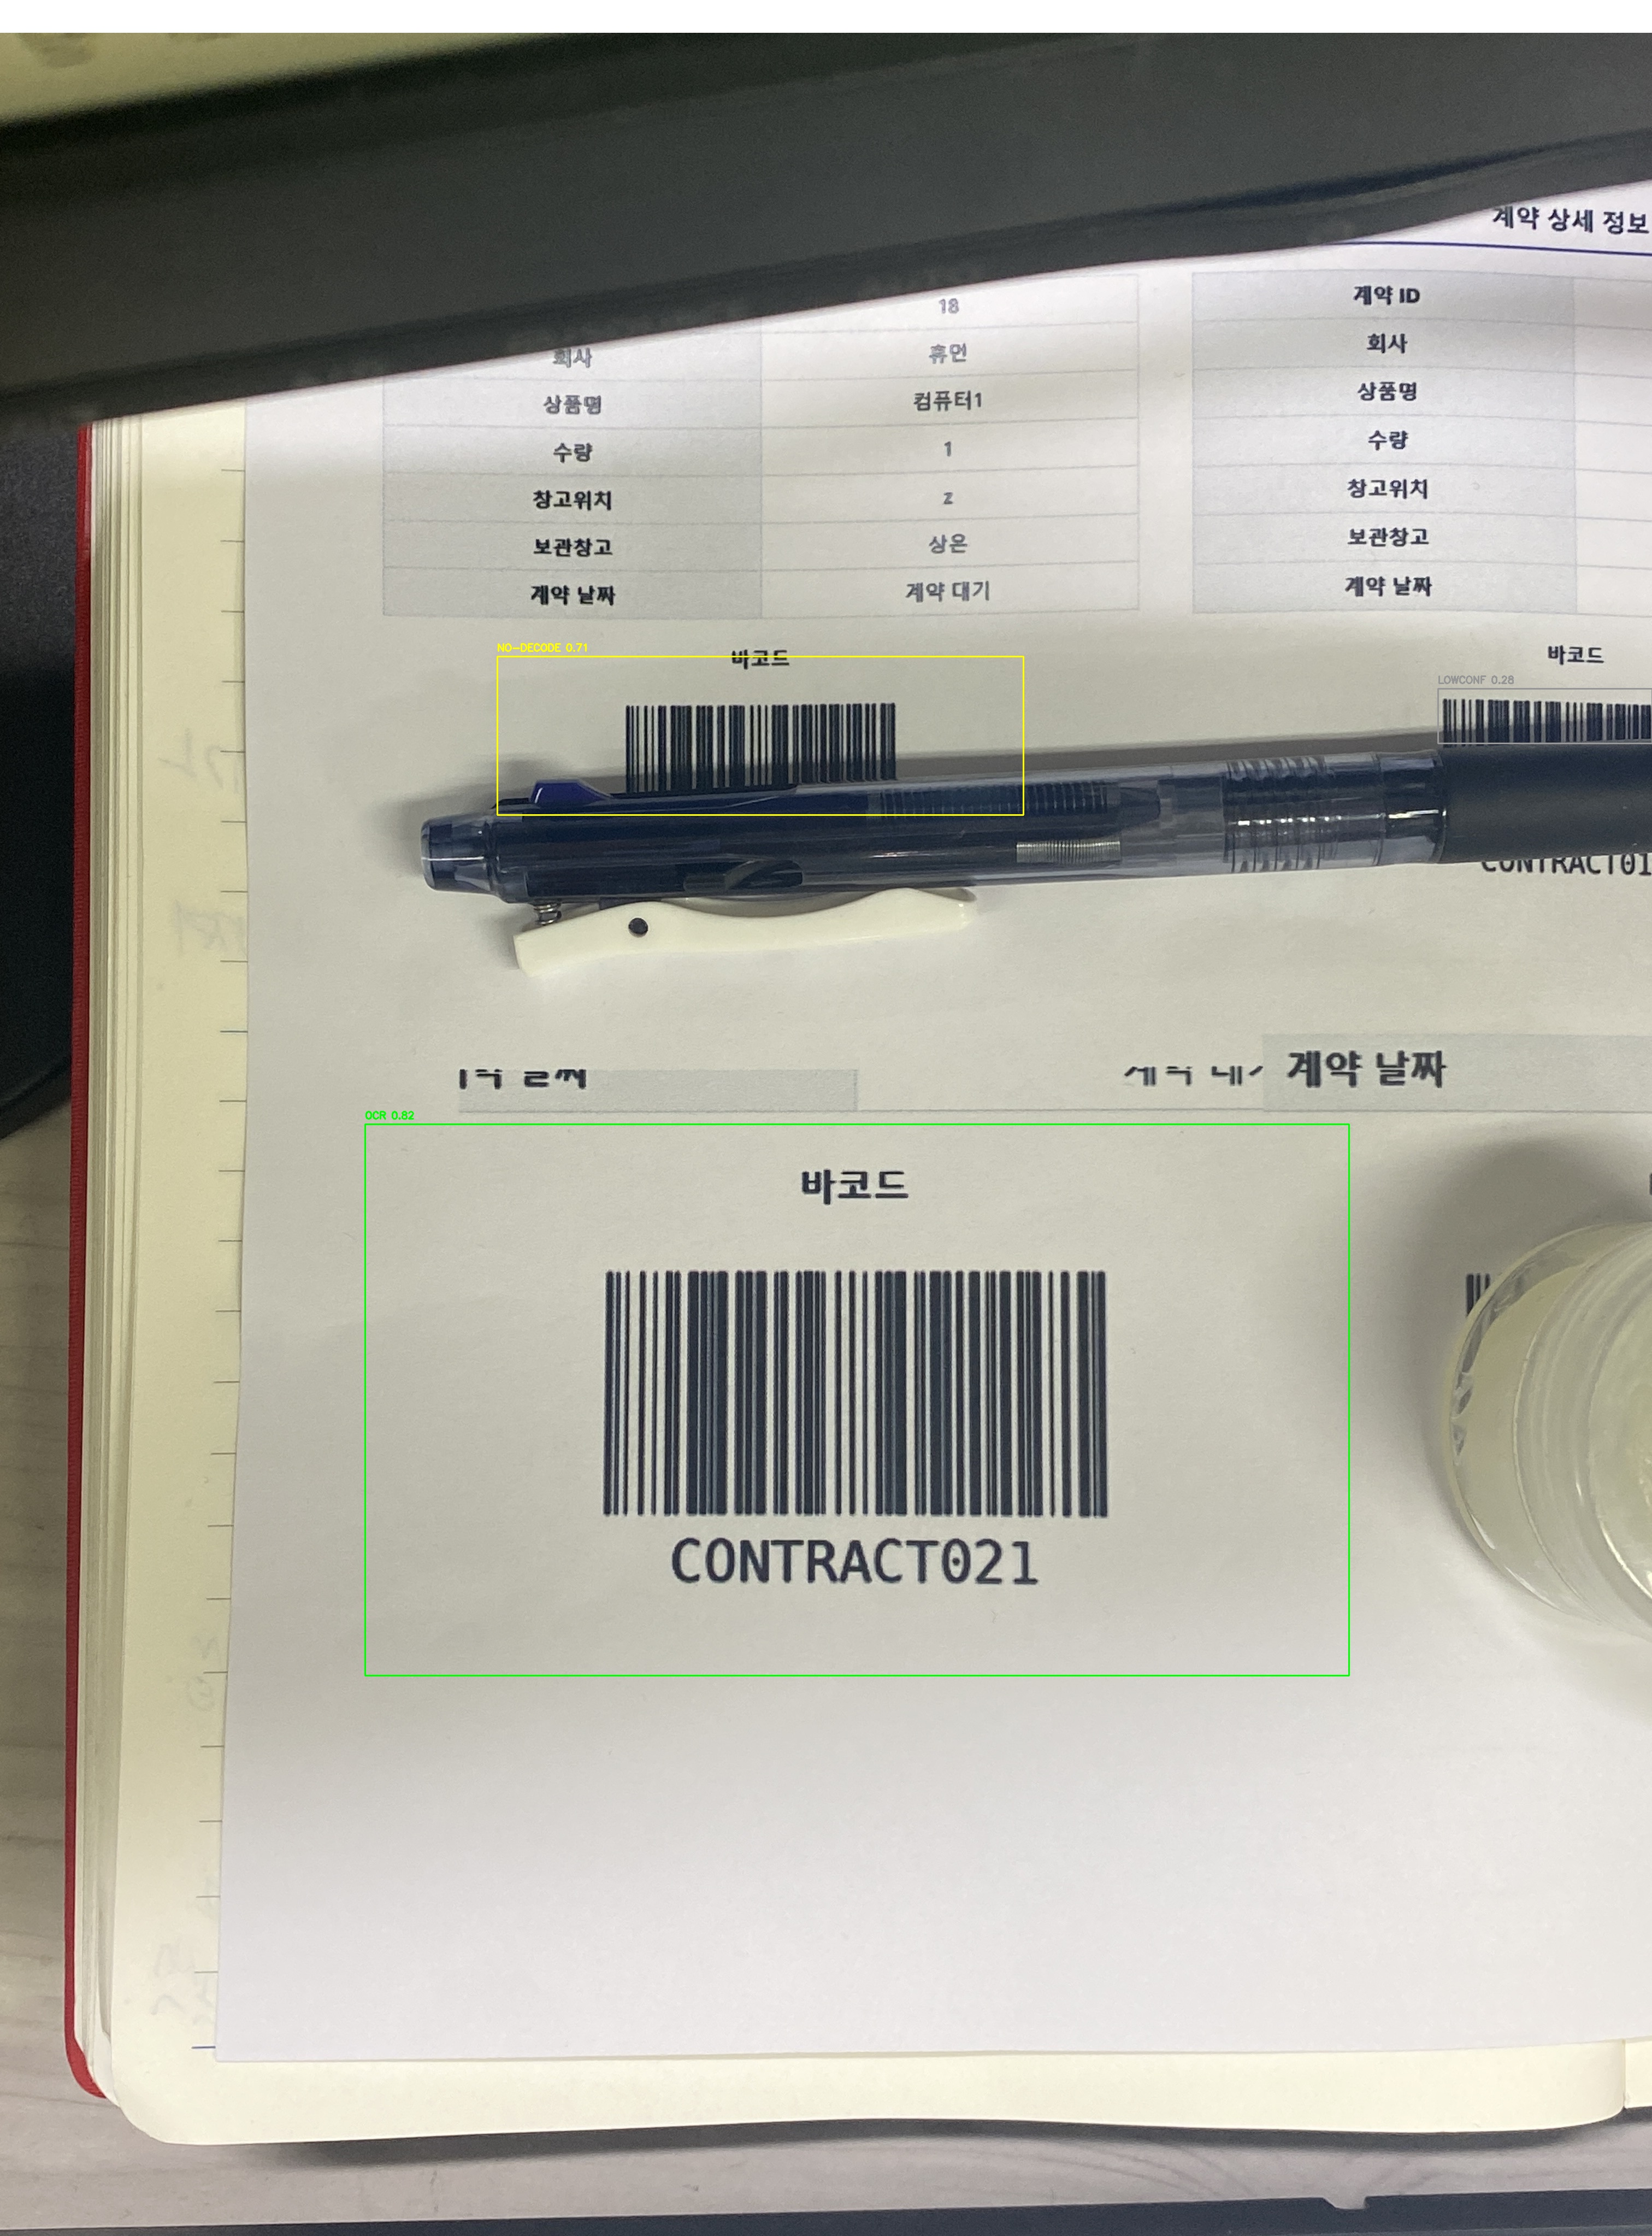 계약 상세 정보
18
회사 휴먼
상품명 컴퓨터1
수량 1
창고위치 z
보관창고 상온
계약 날짜 계약 대기
계약 ID
회사
상품명
수량
창고위치
보관창고
계약 날짜
NO-DECODE 0.71
바코드
바코드
LOWCONF 0.28
CONTRACT01
계약 날짜
OCR 0.82
바코드
CONTRACT021